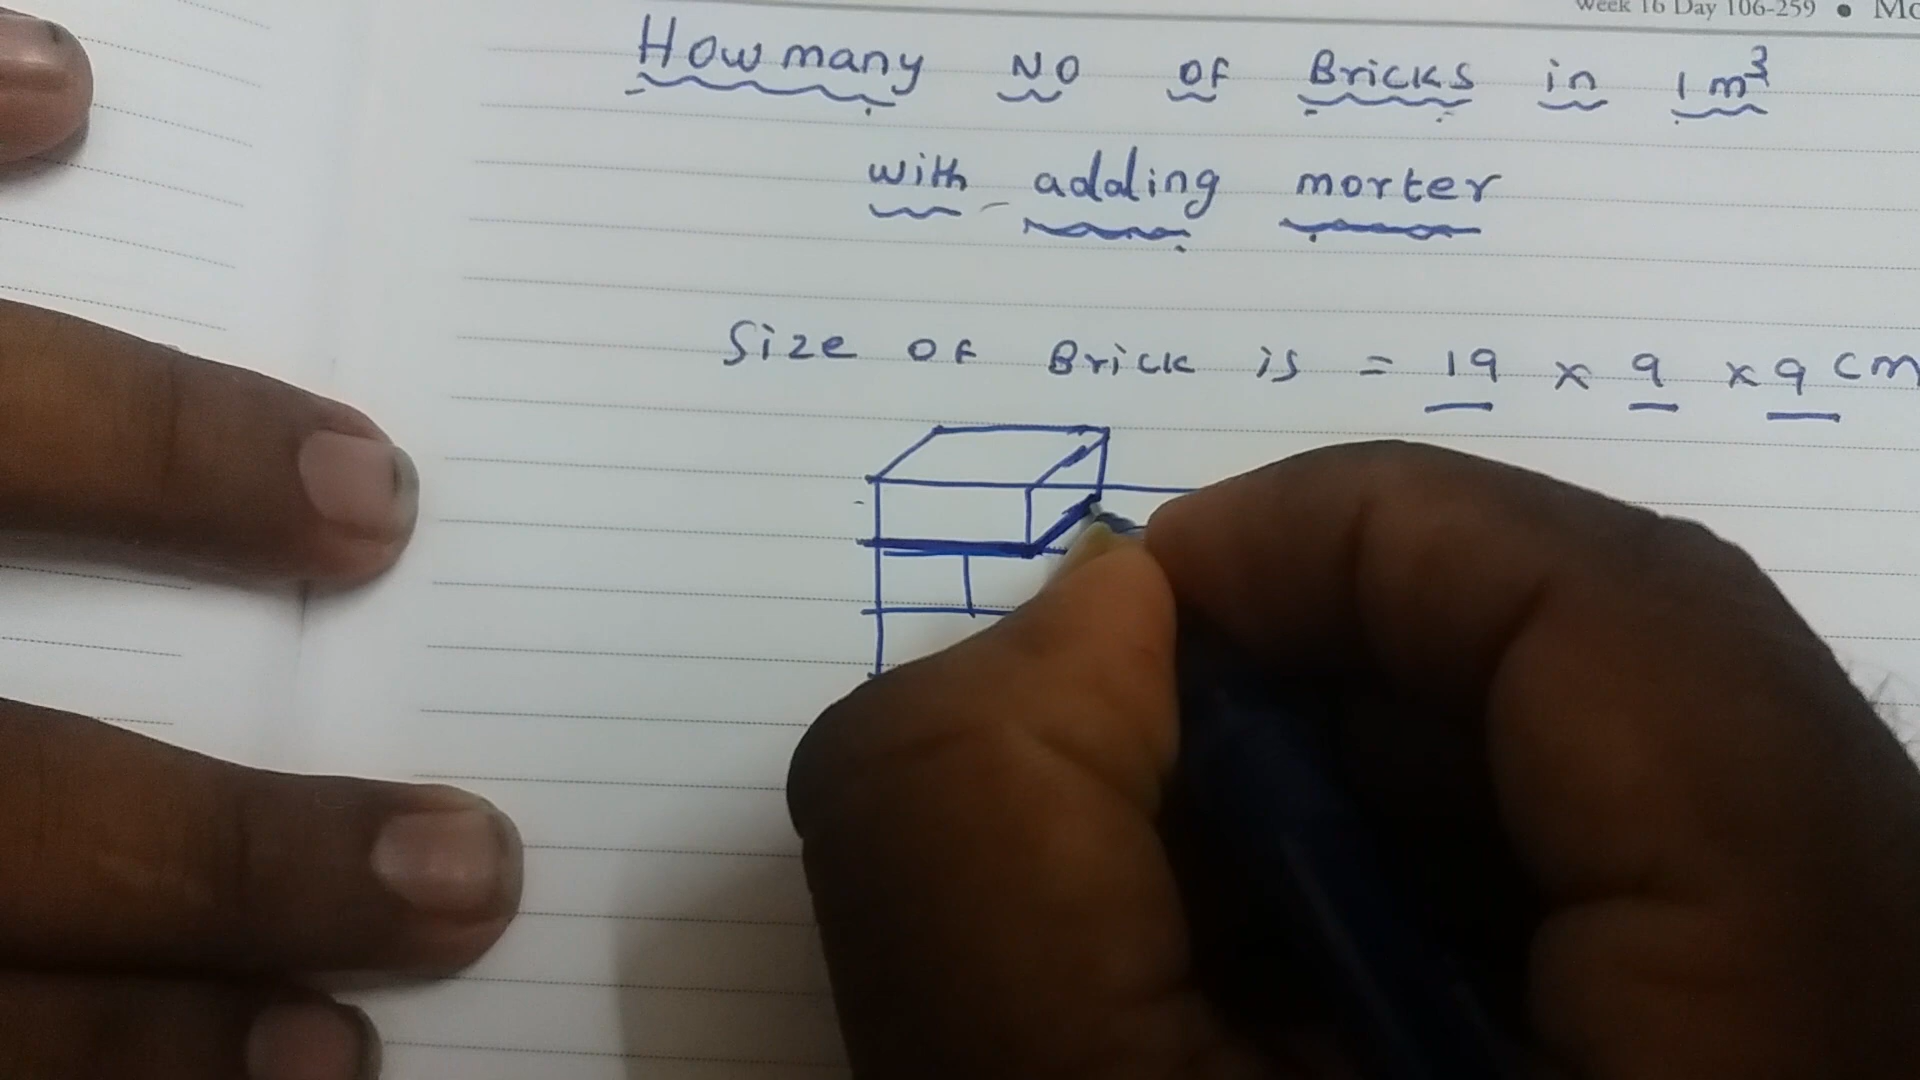 Week 16 Day 106-259 •
How many NO OF Bricks in 1 m³
with adding morter
Size OF Brick is = 19 x 9 x 9 cm